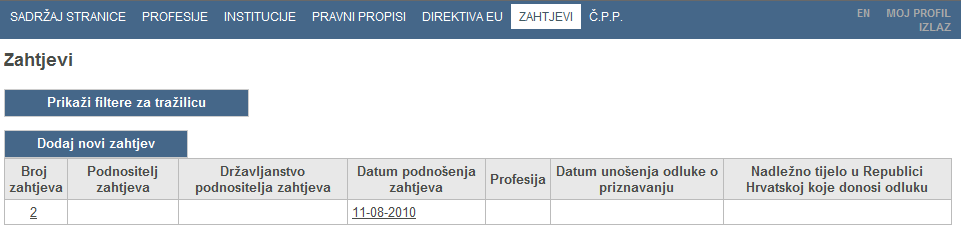 SADRŽAJ STRANICE PROFESIJE INSTITUCIJE PRAVNI PROPISI DIREKTIVA EU ZAHTJEVI Č.P.P. EN MOJ PROFIL
IZLAZ
Zahtjevi
Prikaži filtere za tražilicu
Dodaj novi zahtjev
Broj zahtjeva Podnositelj zahtjeva Državljanstvo podnositelja zahtjeva Datum podnošenja zahtjeva Profesija Datum unošenja odluke o priznavanju Nadležno tijelo u Republici Hrvatskoj koje donosi odluku
2 11-08-2010